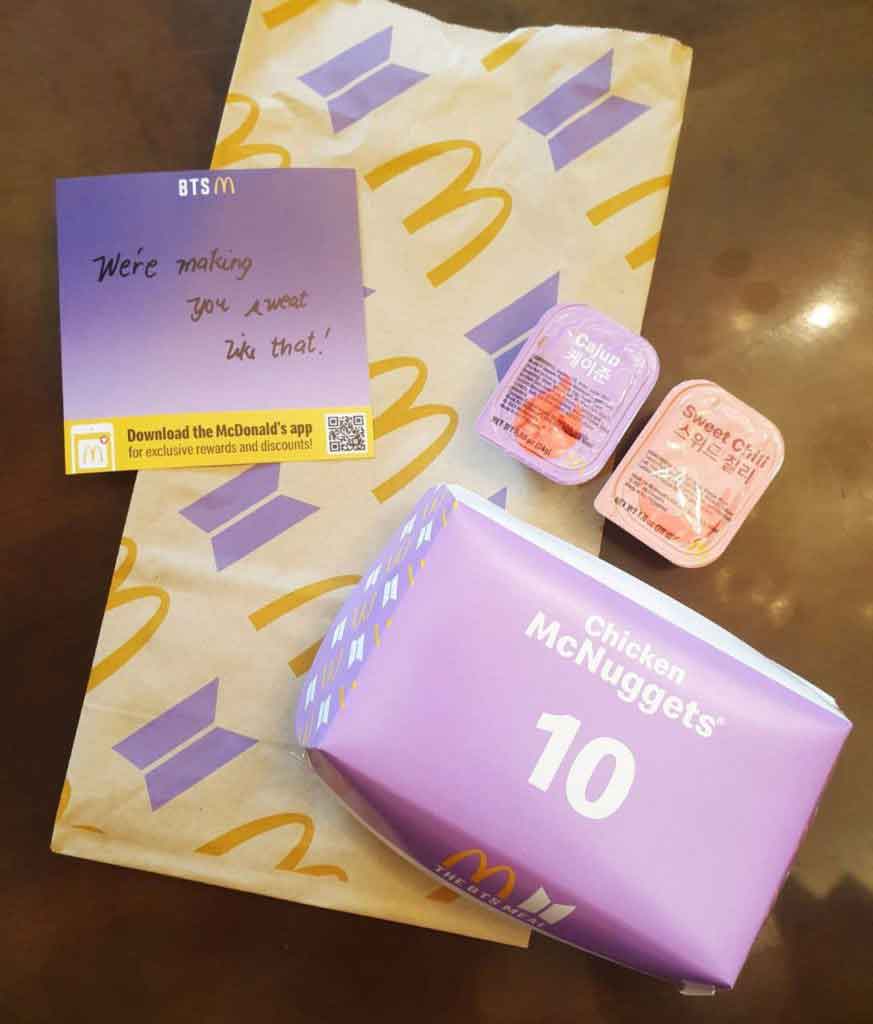 BTS
We're making
you sweat
like that!
Download the McDonald's app
for exclusive rewards and discounts!
Cajun
케이준
Sweet Chili
스위트 칠리
Chicken
McNuggets®
10
THE BTS MEAL